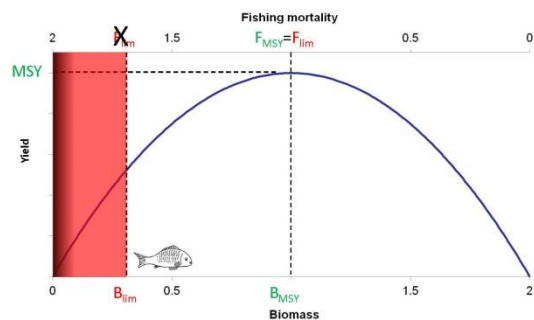 Fishing mortality
2 Flim 1.5 FMSY=Flim 0.5 0
X
MSY
Yield
0 Blim 0.5 BMSY 1.5 2
Biomass